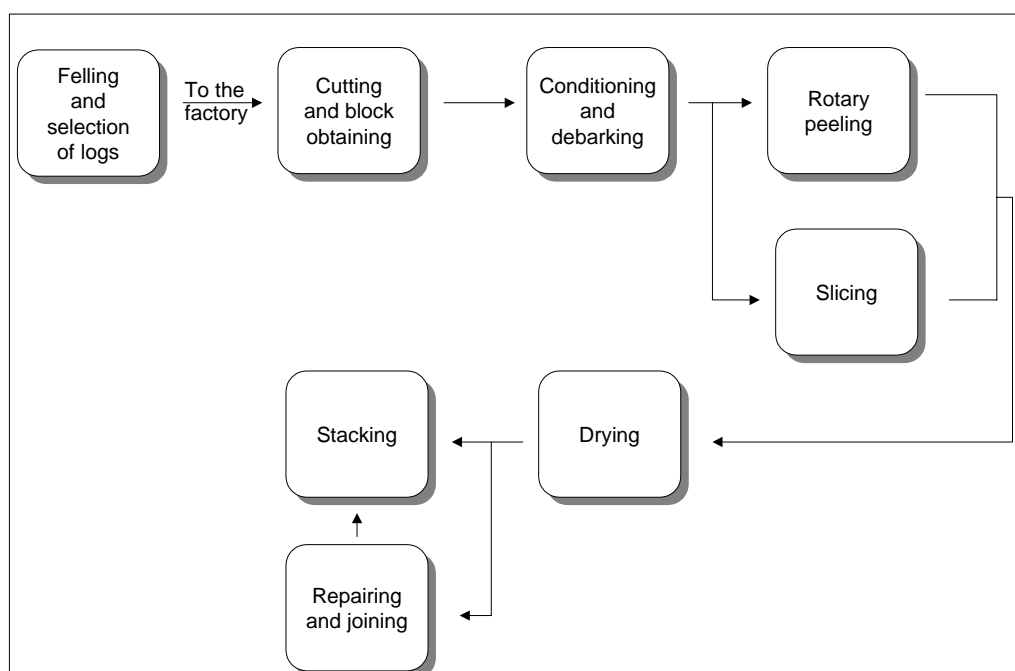 Felling
and
selection
of logs
To the
factory
Cutting
and block
obtaining
Conditioning
and
debarking
Rotary
peeling
Slicing
Drying
Stacking
Repairing
and joining